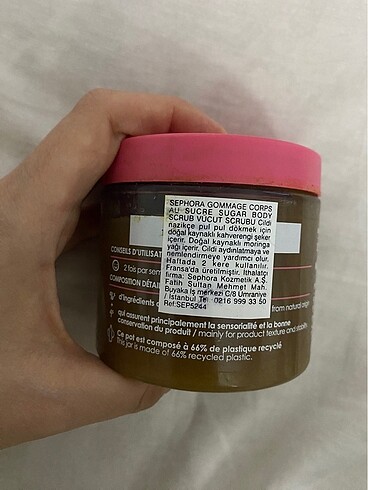 SEPHORA GOMMAGE CORPS
AU SUCRE SUGAR BODY
SCRUB VÜCUT SCRUBU Cildi
nazikçe pul pul dökmek için
doğal kaynaklı kahverengi şeker
içerir. Doğal kaynaklı moringa
yağı içerir. Cildi aydınlatmaya ve
nemlendirmeye yardımcı olur.
Haftada 2 kere kullanılır.
Fransa'da üretilmiştir. İthalatçı
firma: Sephora Kozmetik A.Ş.
Fatih Sultan Mehmet Mah.
Buyaka İş merkezi C/8 Ümraniye
/ İstanbul Tel: 0216 999 33 50
Ref:SEP5244
CONSEILS D'UTILISAT
2 fois par sem
COMPOSITION DÉTAI
% d'ingrédients from natural origin
qui assurent principalement la sensorialité et la bonne
conservation du produit / mainly for product texture and stability
Ce pot est composé à 66% de plastique recyclé
This jar is made of 66% recycled plastic.